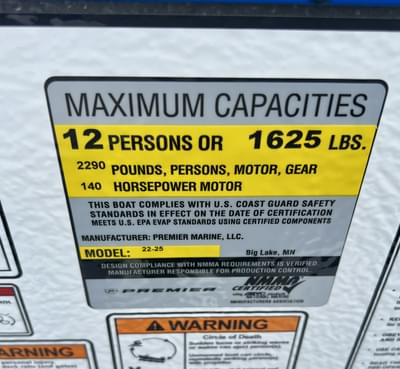 MAXIMUM CAPACITIES
12 PERSONS OR 1625 LBS.
2290 POUNDS, PERSONS, MOTOR, GEAR
140 HORSEPOWER MOTOR
THIS BOAT COMPLIES WITH U.S. COAST GUARD SAFETY
STANDARDS IN EFFECT ON THE DATE OF CERTIFICATION
MEETS U.S. EPA EVAP STANDARDS USING CERTIFIED COMPONENTS
MANUFACTURER: PREMIER MARINE, LLC.
MODEL: 22-25 Big Lake, MN
DESIGN COMPLIANCE WITH NMMA REQUIREMENTS IS VERIFIED
MANUFACTURER RESPONSIBLE FOR PRODUCTION CONTROL
PREMIER
NMMA
CERTIFIED
MANUFACTURERS ASSOCIATION
WARNING
Circle of Death
WARNING